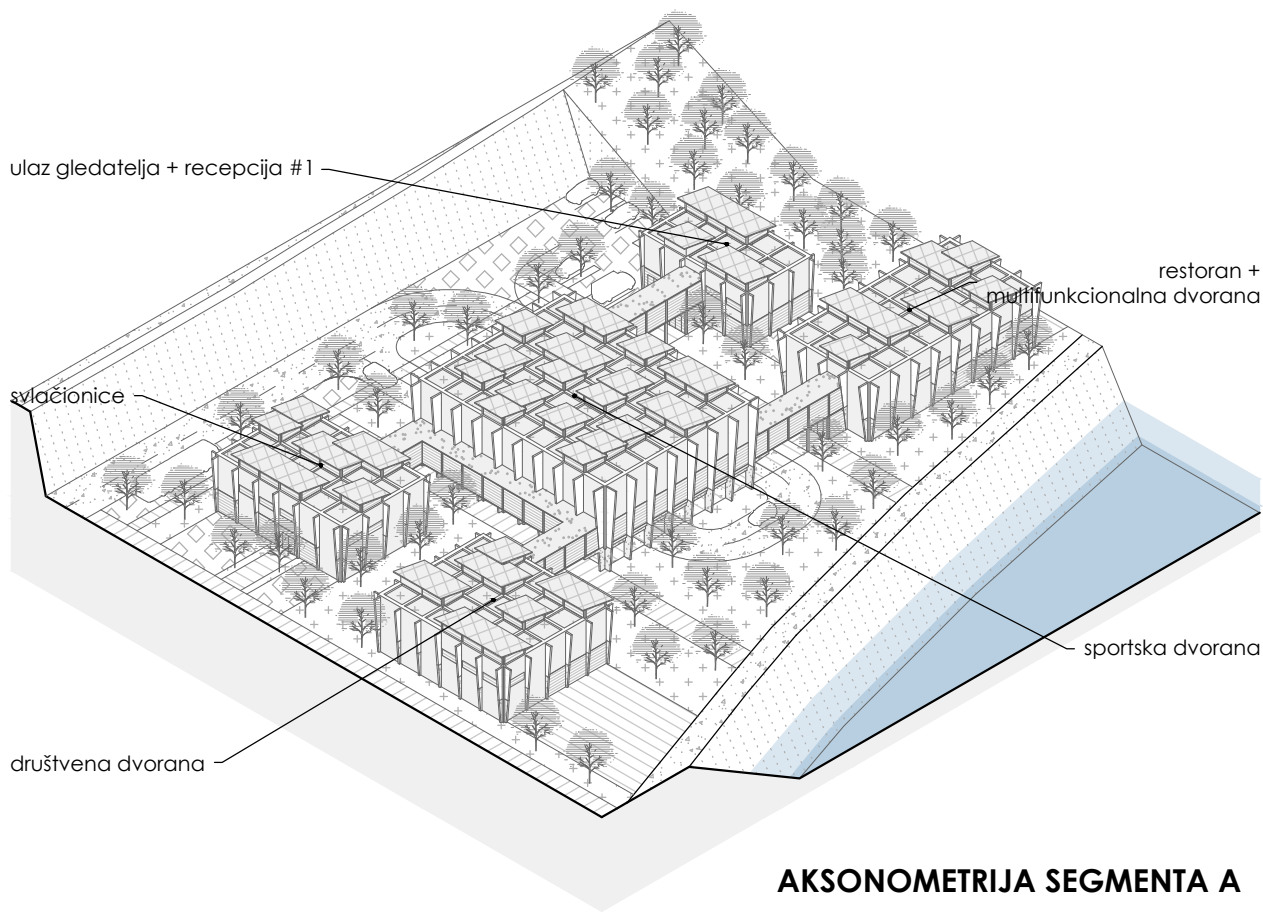 ulaz gledatelja + recepcija #1
restoran +
multifunkcionalna dvorana
svlačionice
sportska dvorana
društvena dvorana
AKSONOMETRIJA SEGMENTA A